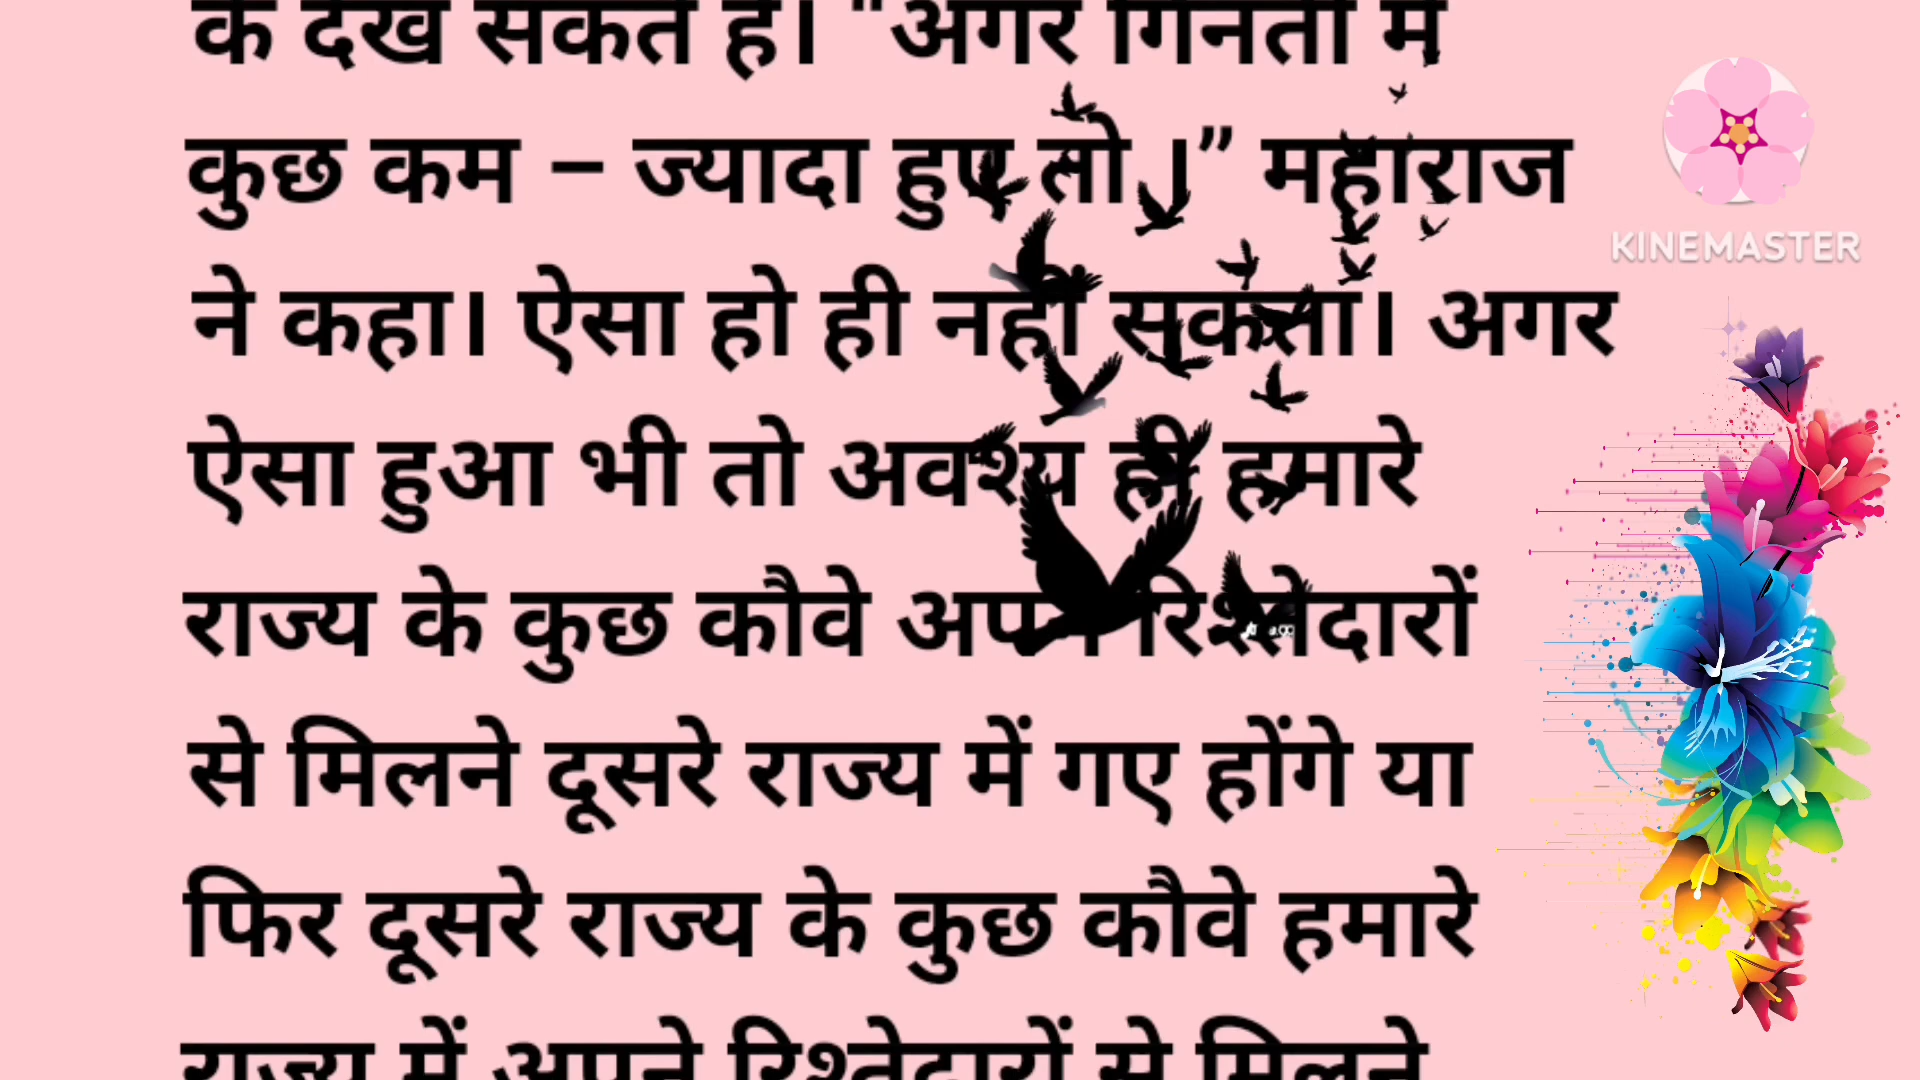 के देख सकते है। "अगर गिनती में
कुछ कम – ज्यादा हुए तो ।” महाराज
ने कहा। ऐसा हो ही नहीं सकता। अगर
ऐसा हुआ भी तो अवश्य ही हमारे
राज्य के कुछ कौवे अपने रिश्तेदारों
से मिलने दूसरे राज्य में गए होंगे या
फिर दूसरे राज्य के कुछ कौवे हमारे
राज्य में अपने रिश्तेदारों से मिलने
KINEMASTER